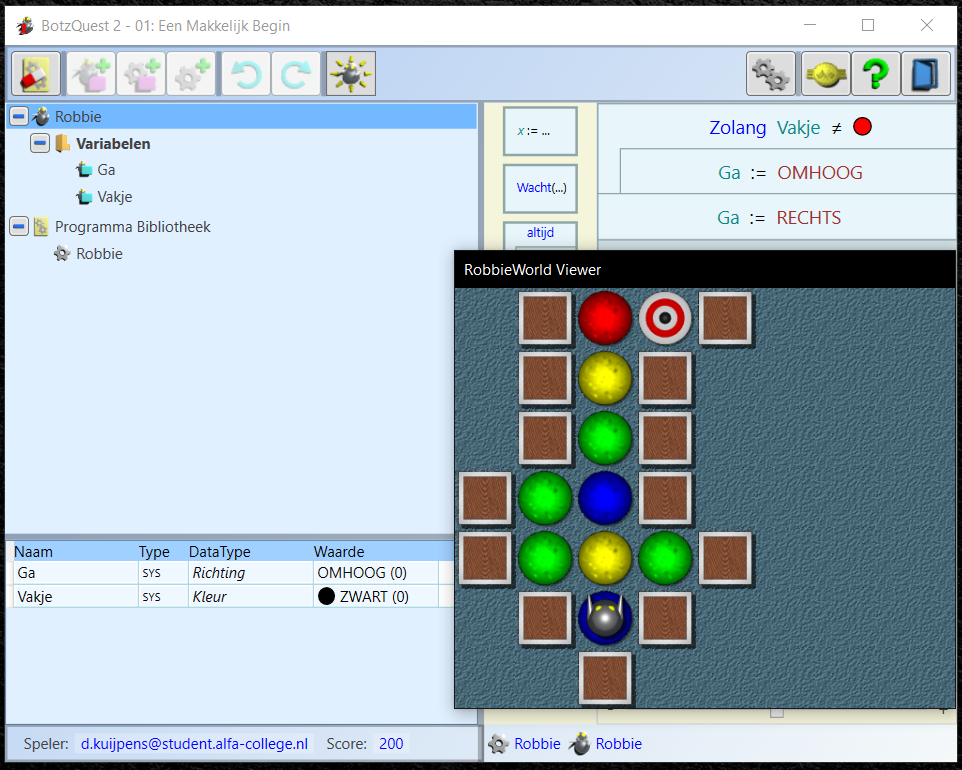 BotzQuest 2 - 01: Een Makkelijk Begin
Robbie
Variabelen
Ga
Vakje
Programma Bibliotheek
Robbie
x := ...
Wacht(...)
altijd
Zolang Vakje ≠
Ga := OMHOOG
Ga := RECHTS
RobbieWorld Viewer
Naam Type DataType Waarde
Ga SYS Richting OMHOOG (0)
Vakje SYS Kleur ZWART (0)
Speler: d.kuijpens@student.alfa-college.nl Score: 200
Robbie Robbie